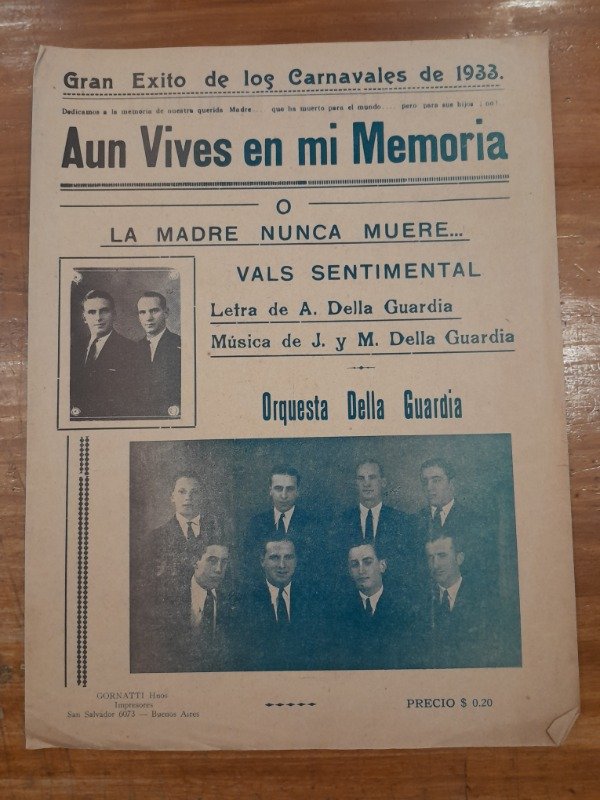 Gran Exito de los Carnavales de 1933.
Dedicamos a la memoria de nuestra querida Madre.... que ha muerto para el mundo.... pero para sus hijos ¡ no!
Aun Vives en mi Memoria
O
LA MADRE NUNCA MUERE...
VALS SENTIMENTAL
Letra de A. Della Guardia
Música de J. y M. Della Guardia
Orquesta Della Guardia
GORNATTI Hnos
Impresores
San Salvador 6073 — Buenos Aires
PRECIO $ 0.20